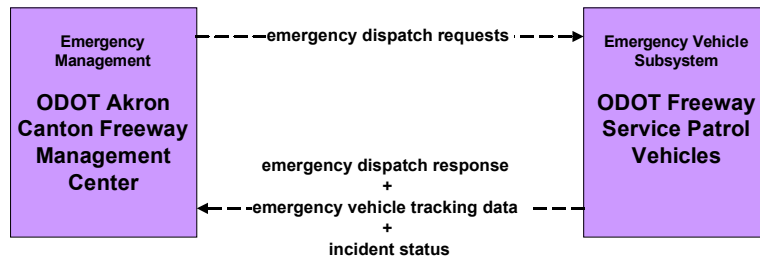 Emergency
Management
ODOT Akron
Canton Freeway
Management
Center
emergency dispatch requests
emergency dispatch response
+
emergency vehicle tracking data
+
incident status
Emergency Vehicle
Subsystem
ODOT Freeway
Service Patrol
Vehicles